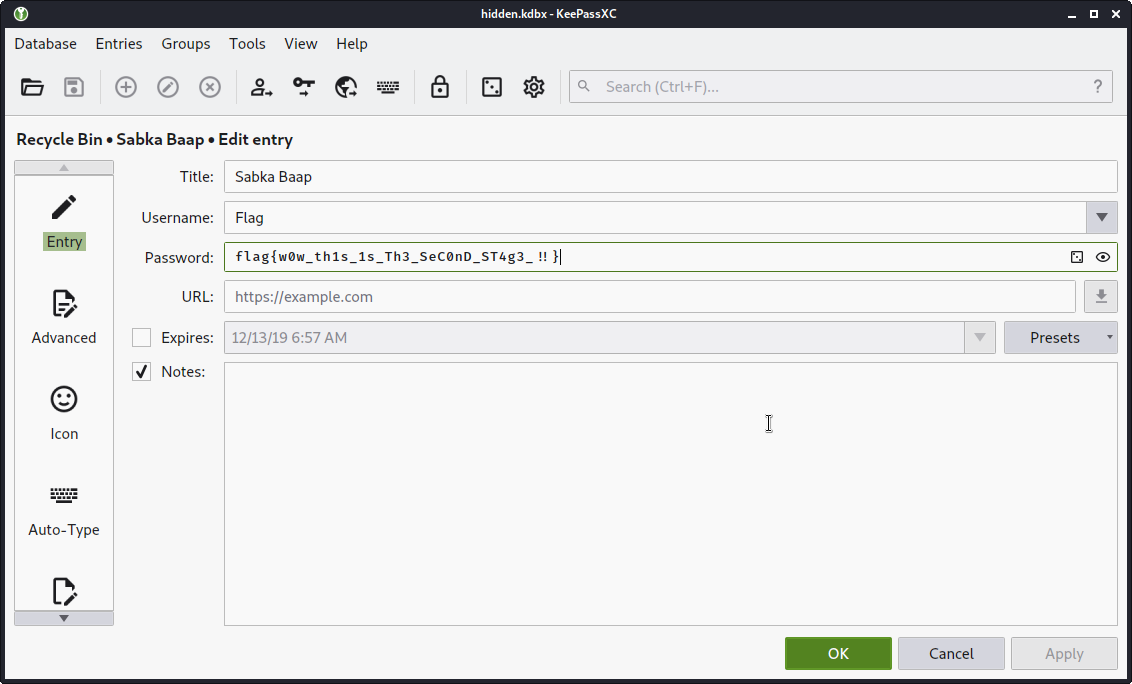 hidden.kdbx - KeePassXC
Database Entries Groups Tools View Help
Search (Ctrl+F)... ?
Recycle Bin • Sabka Baap • Edit entry
Title: Sabka Baap
Entry
Username: Flag
Password: flag{w0w_th1s_1s_Th3_SeC0nD_ST4g3_!!}
URL: https://example.com
Advanced
Expires: 12/13/19 6:57 AM Presets
Notes:
Icon
Auto-Type
OK Cancel Apply